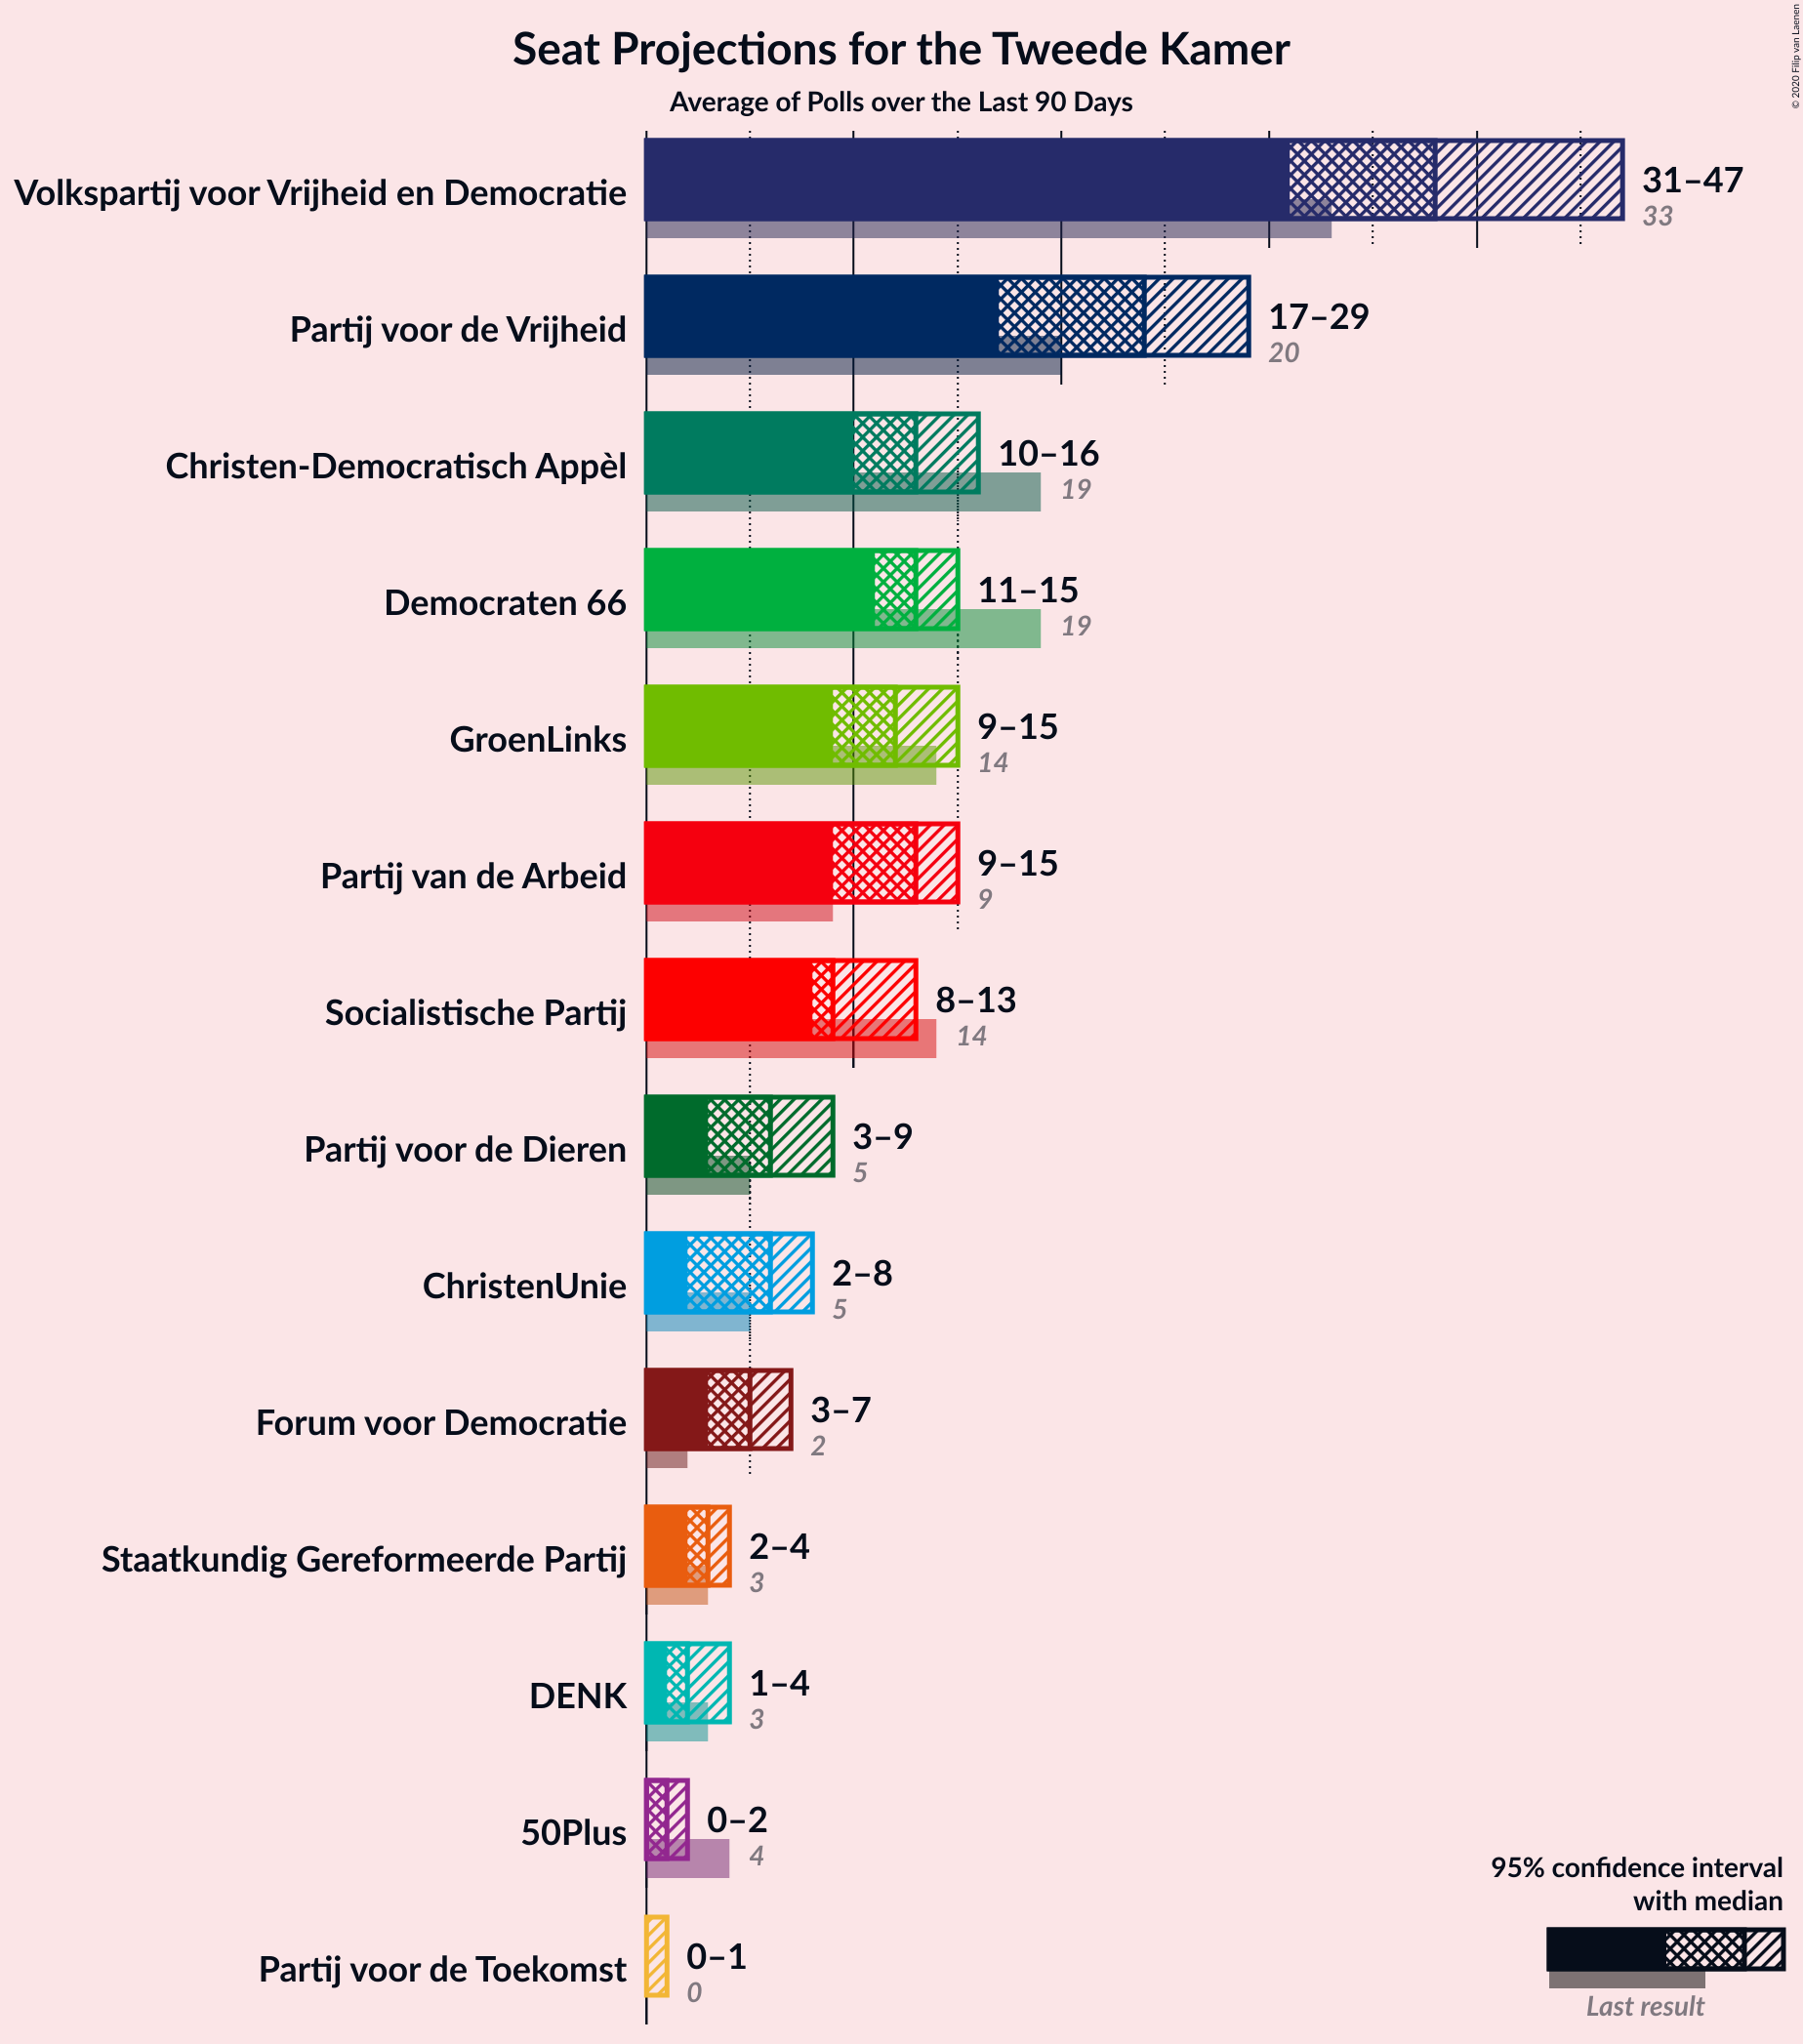 Seat Projections for the Tweede Kamer
Average of Polls over the Last 90 Days
© 2020 Filip van Laenen
Volkspartij voor Vrijheid en Democratie
31–47
33
Partij voor de Vrijheid
17–29
20
Christen-Democratisch Appèl
10–16
19
Democraten 66
11–15
19
GroenLinks
9–15
14
Partij van de Arbeid
9–15
9
Socialistische Partij
8–13
14
Partij voor de Dieren
3–9
5
ChristenUnie
2–8
5
Forum voor Democratie
3–7
2
Staatkundig Gereformeerde Partij
2–4
3
DENK
1–4
3
50Plus
0–2
4
Partij voor de Toekomst
0–1
0
95% confidence interval
with median
Last result